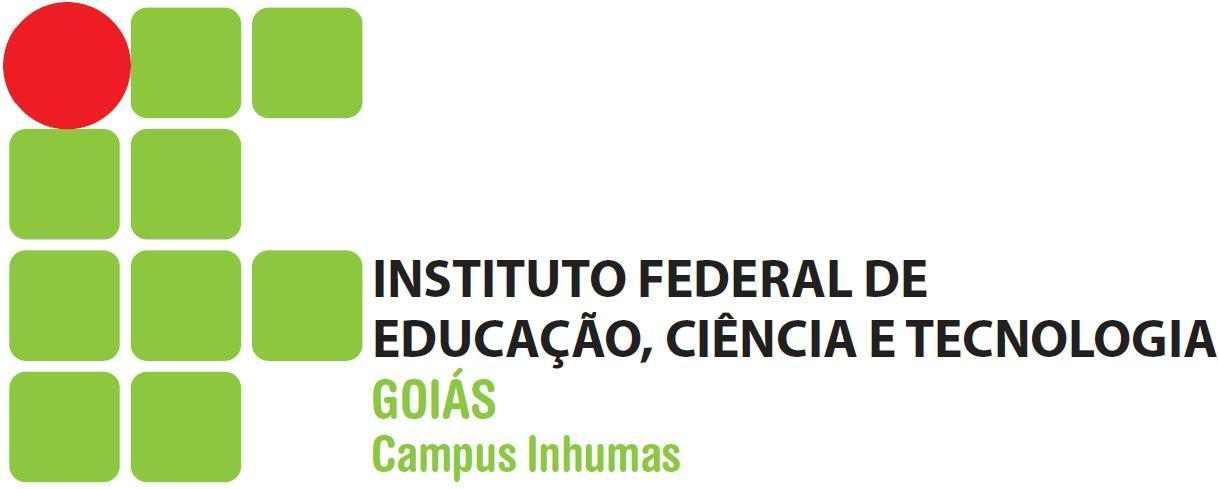 INSTITUTO FEDERAL DE
EDUCAÇÃO, CIÊNCIA E TECNOLOGIA
GOIÁS
Campus Inhumas